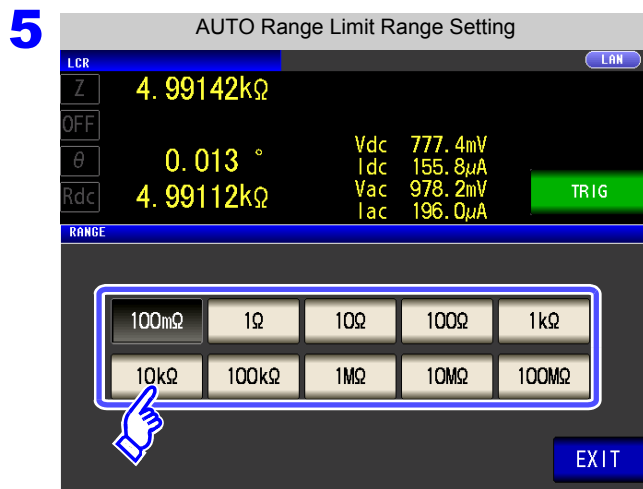 5
AUTO Range Limit Range Setting
LCR
LAN
Z 4.99142kΩ
OFF
θ 0.013 °
Rdc 4.99112kΩ
Vdc 777.4mV
Idc 155.8μA
Vac 978.2mV
Iac 196.0μA
TRIG
RANGE
100mΩ 1Ω 10Ω 100Ω 1kΩ
10kΩ 100kΩ 1MΩ 10MΩ 100MΩ
EXIT